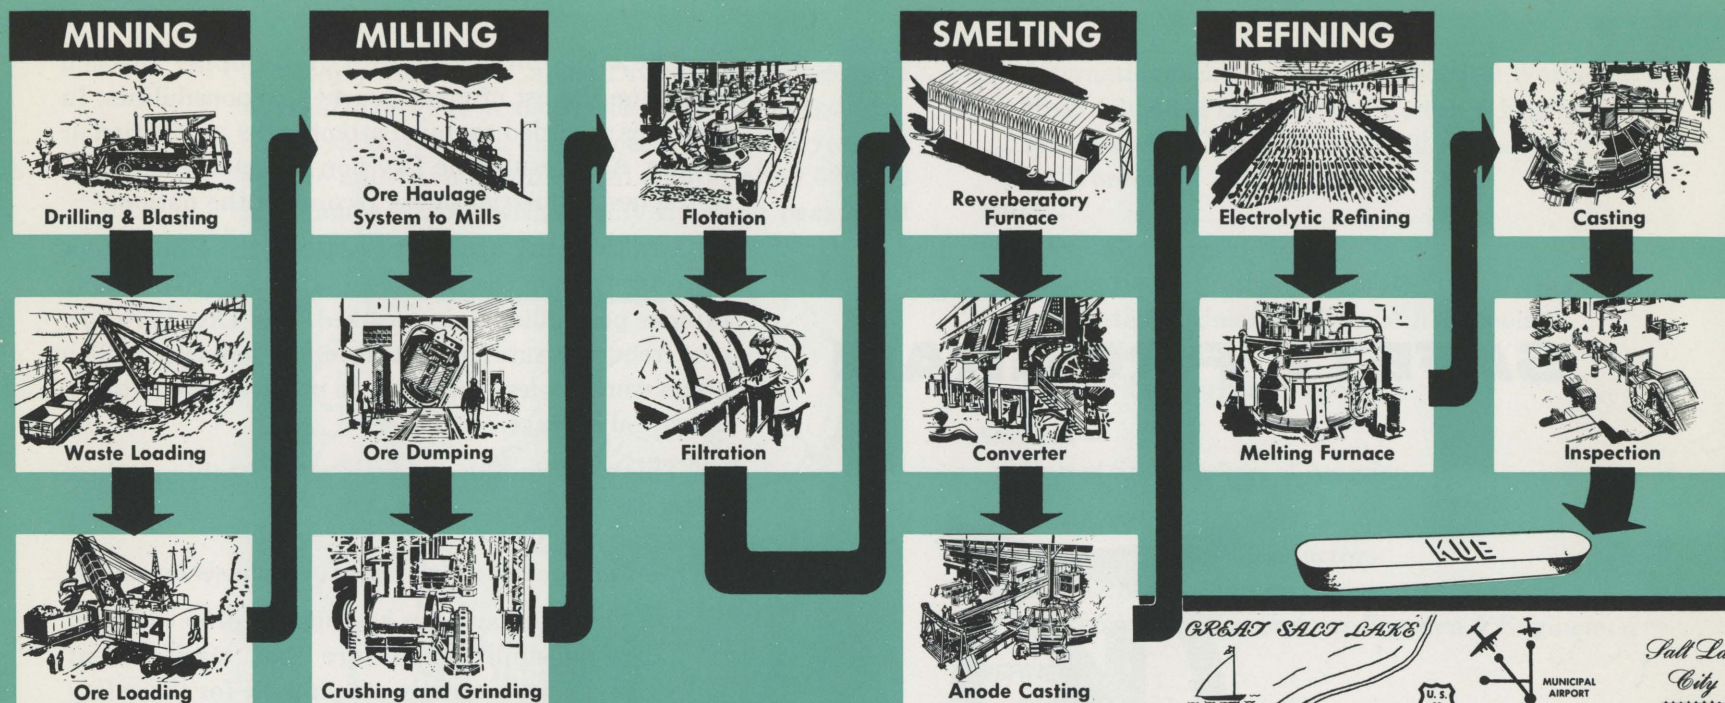 MINING
Drilling & Blasting
Waste Loading
Ore Loading
24
24
MILLING
Ore Haulage
System to Mills
Ore Dumping
Crushing and Grinding
Flotation
Filtration
SMELTING
Reverberatory
Furnace
Converter
Anode Casting
REFINING
Electrolytic Refining
Melting Furnace
Casting
Inspection
KUE
GREAT SALT LAKE
U. S.
MUNICIPAL
AIRPORT
Salt La
City